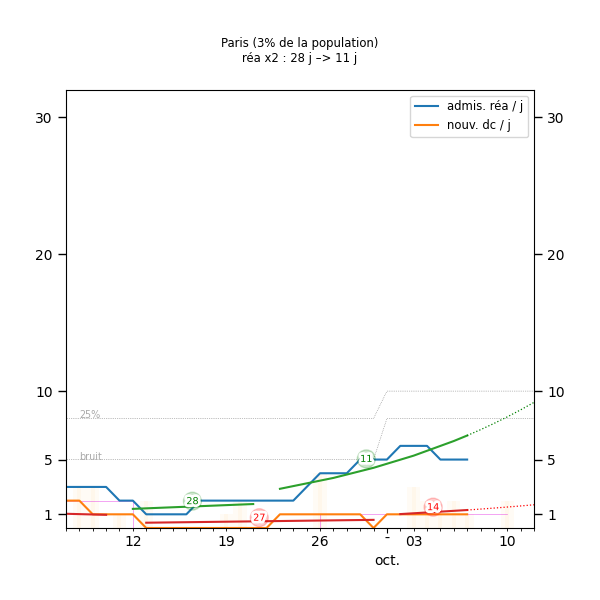 Paris (3% de la population)
réa x2 : 28 j –> 11 j
admis. réa / j
nouv. dc / j
30 30
20 20
10 10
25%
5 5
bruit
11
28
27
14
1 1
12 19 26 - 03 10
oct.